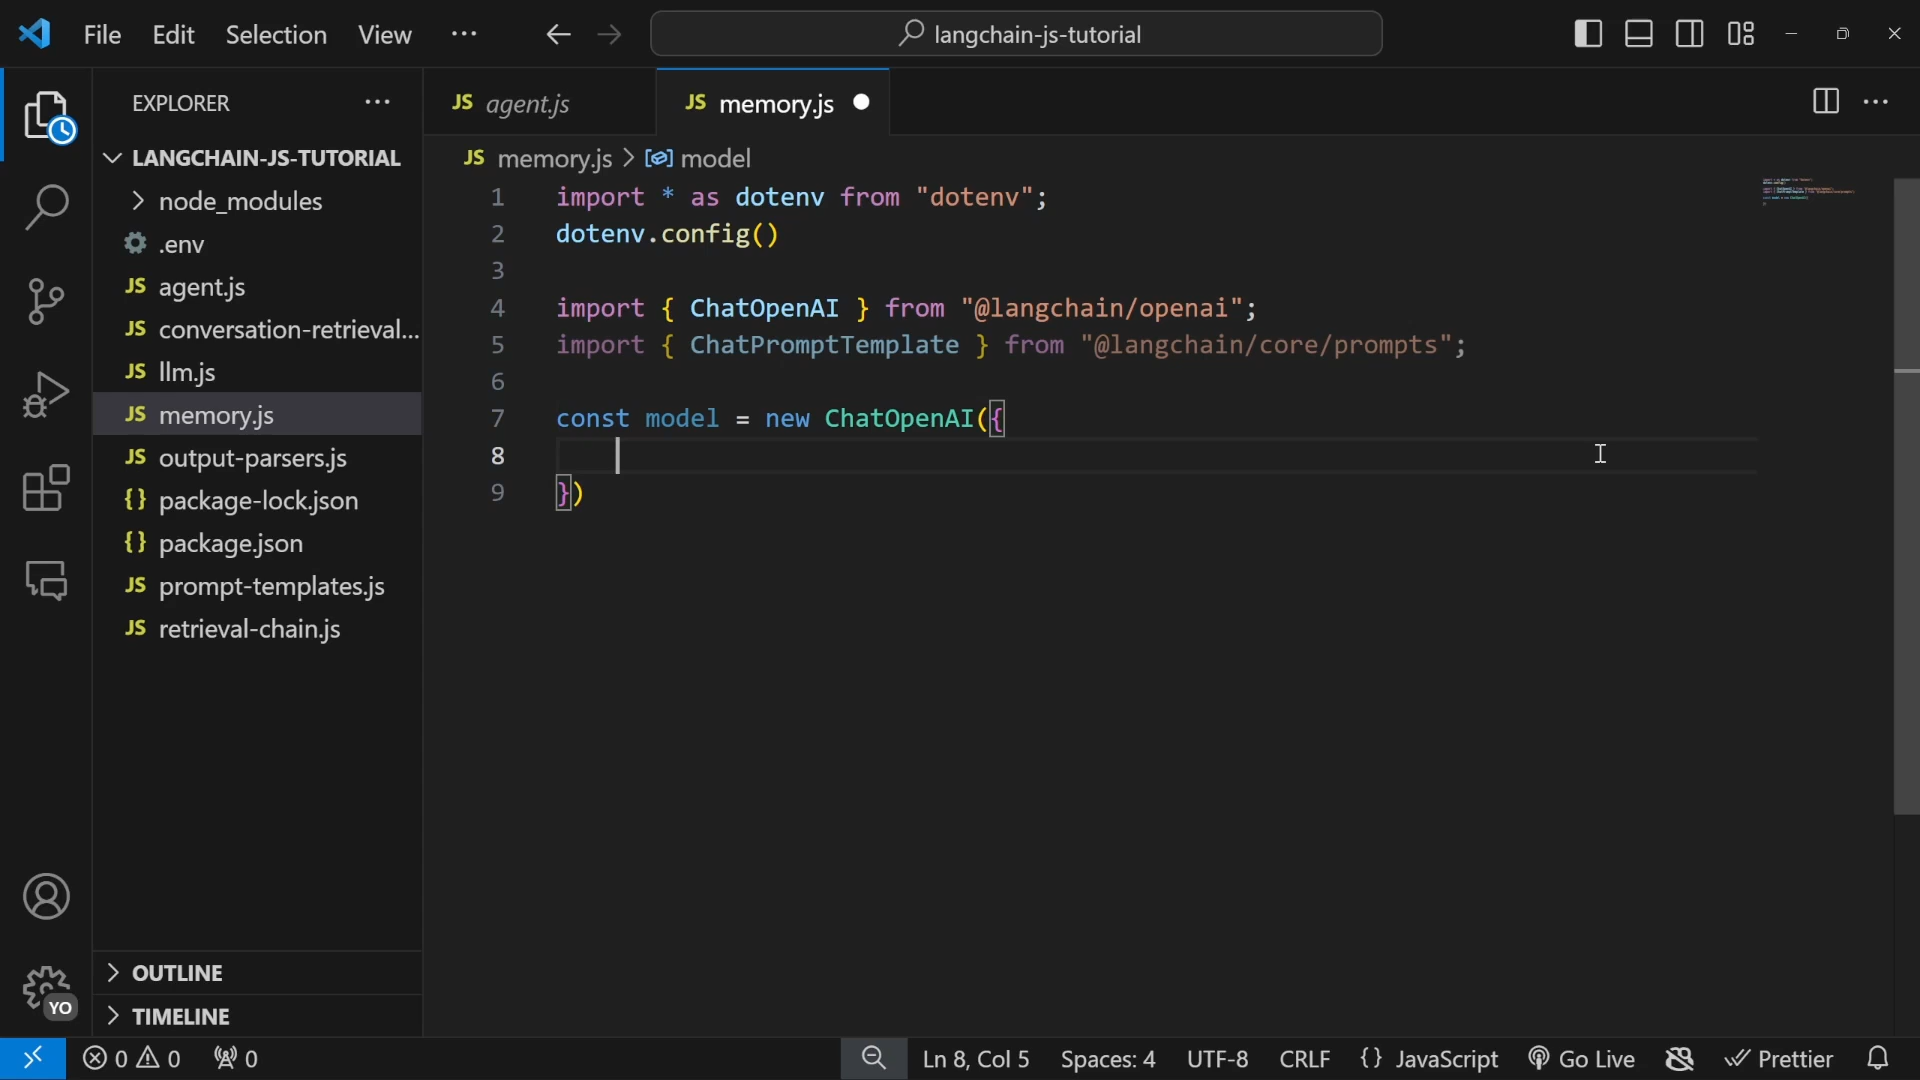 File Edit Selection View ··· langchain-js-tutorial
EXPLORER ···
LANGCHAIN-JS-TUTORIAL
node_modules
.env
JS agent.js
JS conversation-retrieval...
JS llm.js
JS memory.js
JS output-parsers.js
{} package-lock.json
{} package.json
JS prompt-templates.js
JS retrieval-chain.js
OUTLINE
TIMELINE
YO
JS agent.js
JS memory.js
JS memory.js > model
1 import * as dotenv from "dotenv";
2 dotenv.config()
3
4 import { ChatOpenAI } from "@langchain/openai";
5 import { ChatPromptTemplate } from "@langchain/core/prompts";
6
7 const model = new ChatOpenAI({
8
9 })
0 0 0 Ln 8, Col 5 Spaces: 4 UTF-8 CRLF {} JavaScript Go Live Prettier